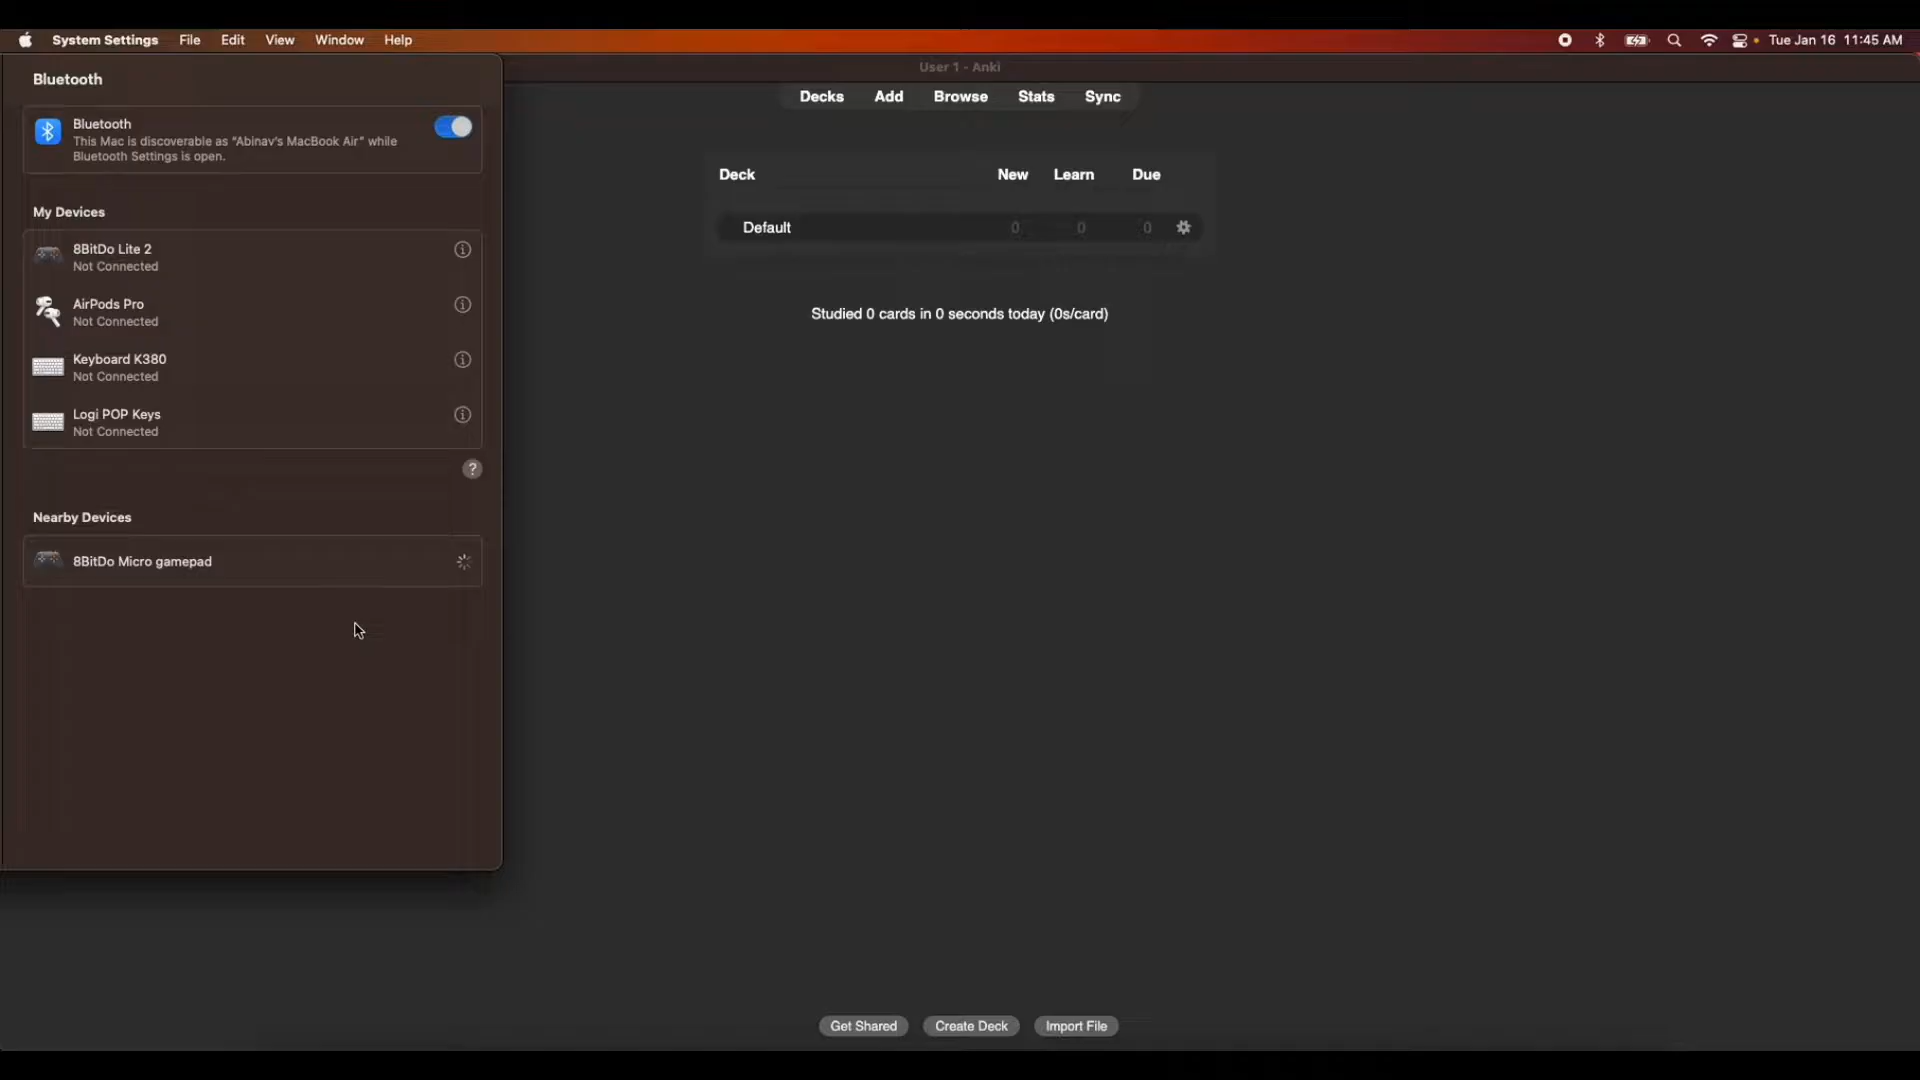 System Settings File Edit View Window Help
Tue Jan 16 11:45 AM
Bluetooth
Bluetooth
This Mac is discoverable as “Abinav’s MacBook Air” while
Bluetooth Settings is open.
My Devices
8BitDo Lite 2
Not Connected
AirPods Pro
Not Connected
Keyboard K380
Not Connected
Logi POP Keys
Not Connected
?
Nearby Devices
8BitDo Micro gamepad
User 1 - Anki
Decks Add Browse Stats Sync
Deck New Learn Due
Default 0 0 0
Studied 0 cards in 0 seconds today (0s/card)
Get Shared Create Deck Import File